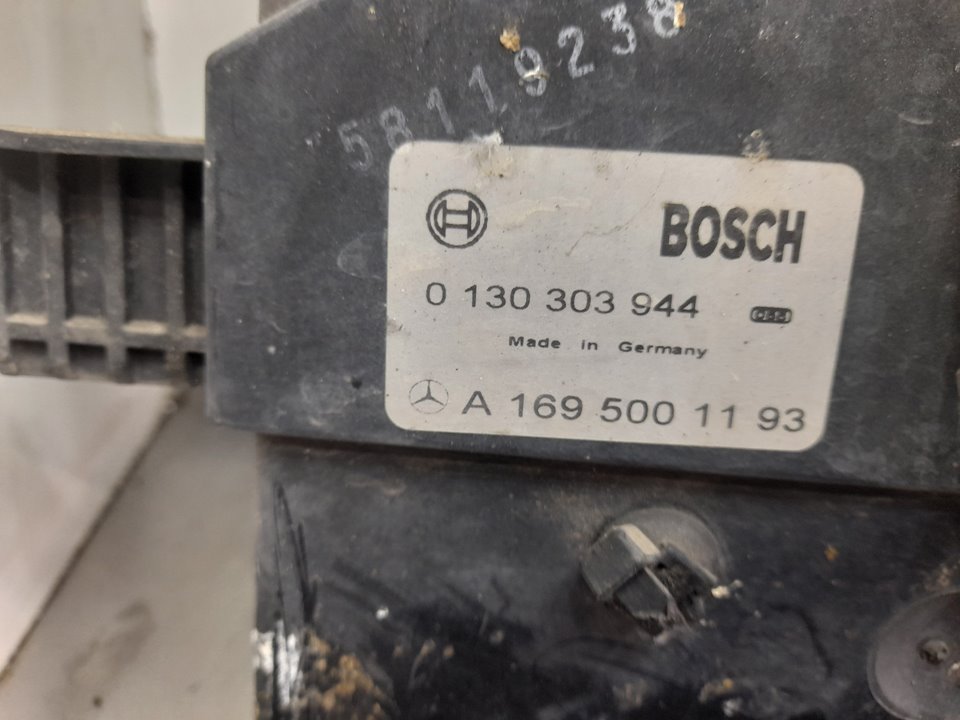 58119238
BOSCH
0 130 303 944
Made in Germany
A 169 500 11 93